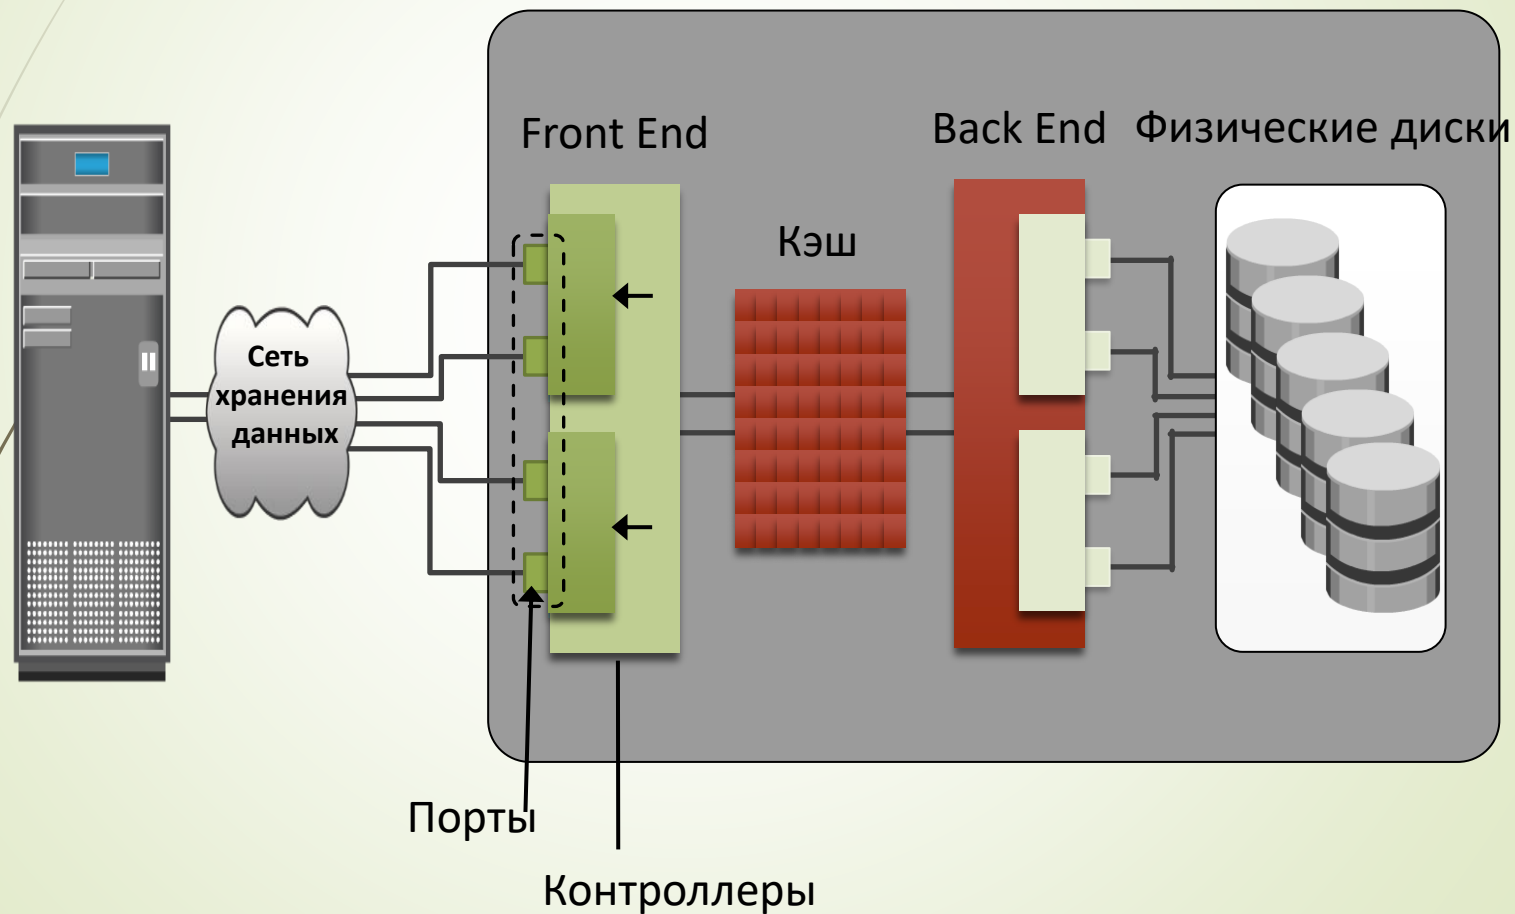 Front End
Back End
Физические диски
Кэш
Сеть
хранения
данных
Порты
Контроллеры